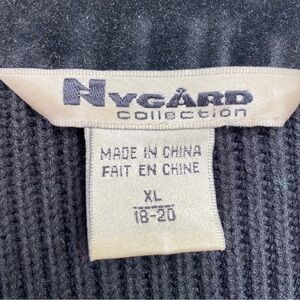 NYGÅRD
collection
MADE IN CHINA
FAIT EN CHINE
XL
18-20